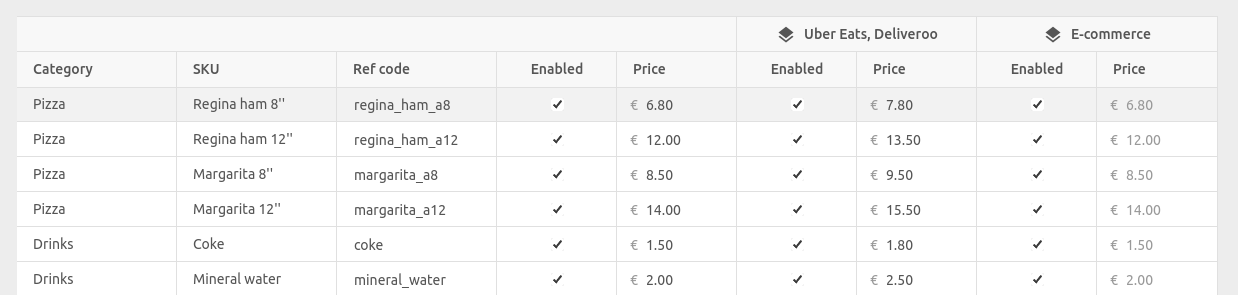 Uber Eats, Deliveroo E-commerce
Category SKU Ref code Enabled Price Enabled Price Enabled Price
Pizza Regina ham 8'' regina_ham_a8 € 6.80 € 7.80 € 6.80
Pizza Regina ham 12'' regina_ham_a12 € 12.00 € 13.50 € 12.00
Pizza Margarita 8'' margarita_a8 € 8.50 € 9.50 € 8.50
Pizza Margarita 12'' margarita_a12 € 14.00 € 15.50 € 14.00
Drinks Coke coke € 1.50 € 1.80 € 1.50
Drinks Mineral water mineral_water € 2.00 € 2.50 € 2.00